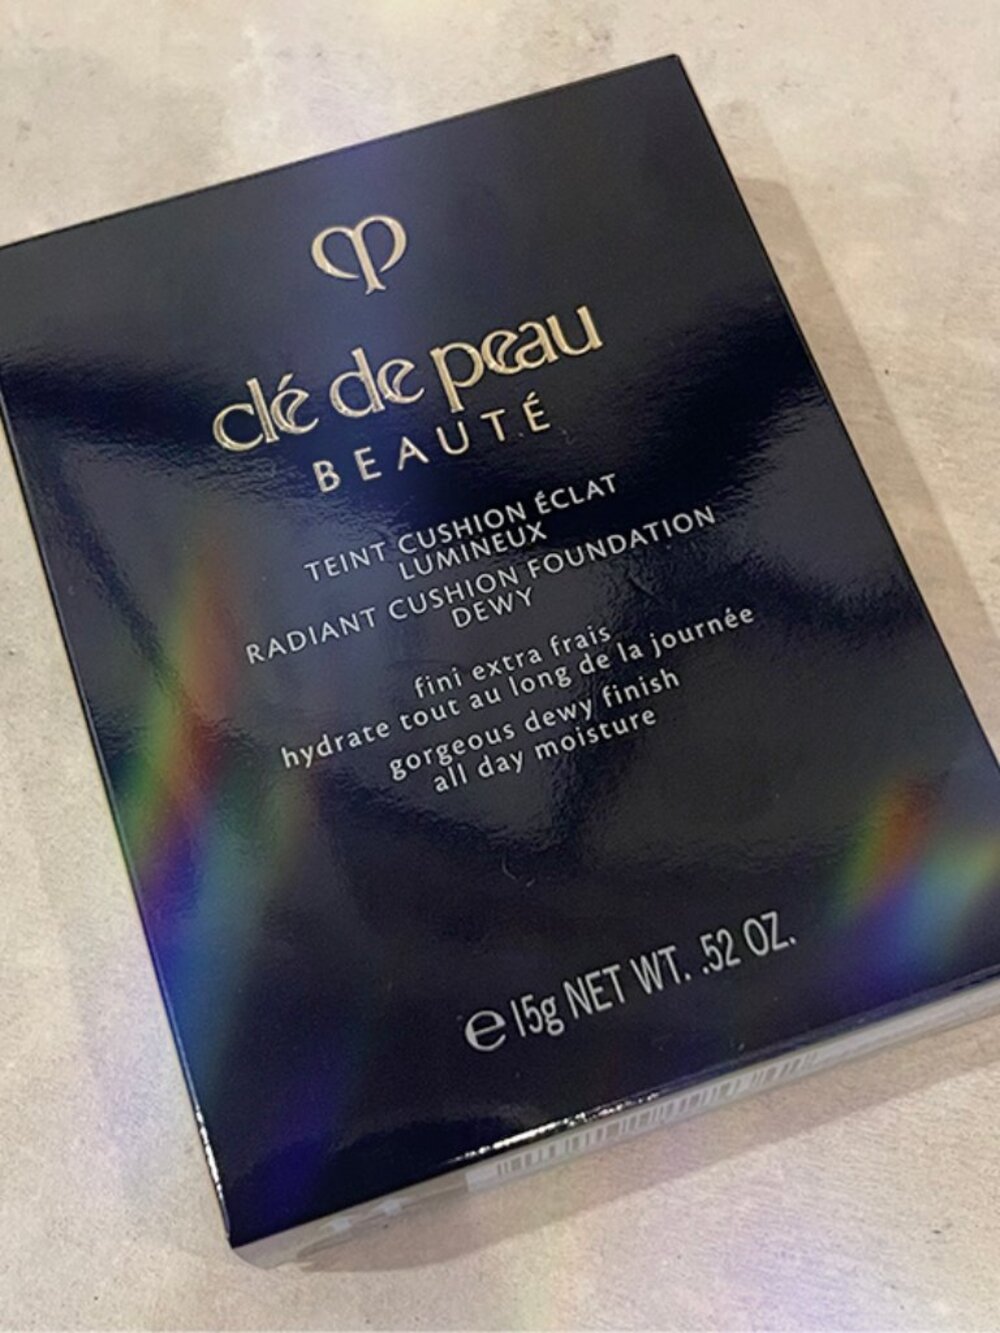 clé de peau
BEAUTÉ
TEINT CUSHION ÉCLAT
LUMINEUX
RADIANT CUSHION FOUNDATION
DEWY
fini extra frais
hydrate tout au long de la journée
gorgeous dewy finish
all day moisture
℮15g NET WT. .52 OZ.